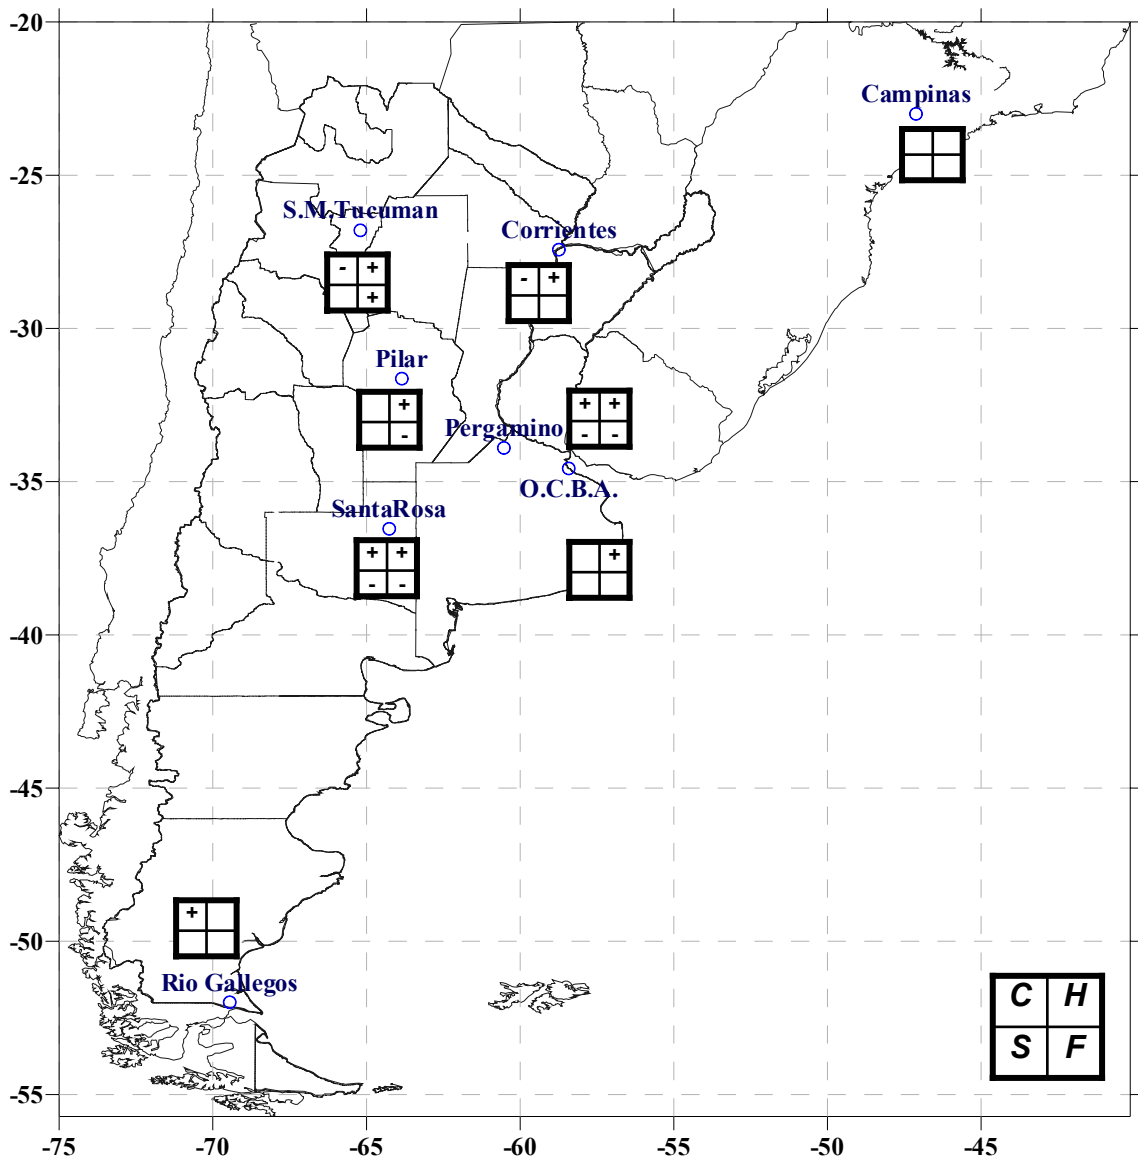 -20
Campinas
-25
S.M.Tucuman
Corrientes
- +
+
- +
-30
Pilar
+
-
+ +
- -
Pergamino
-35
O.C.B.A.
SantaRosa
+ +
- -
+
-40
-45
+
-50
Rio Gallegos
C H
S F
-55
-75 -70 -65 -60 -55 -50 -45